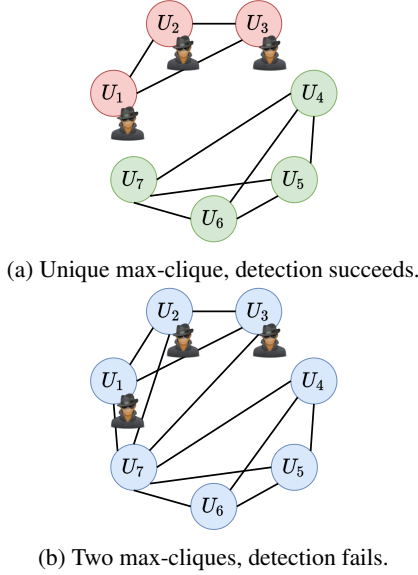 U2 U3
U1
U4
U7 U5
U6
(a) Unique max-clique, detection succeeds.
U2 U3
U1
U4
U7 U5
U6
(b) Two max-cliques, detection fails.